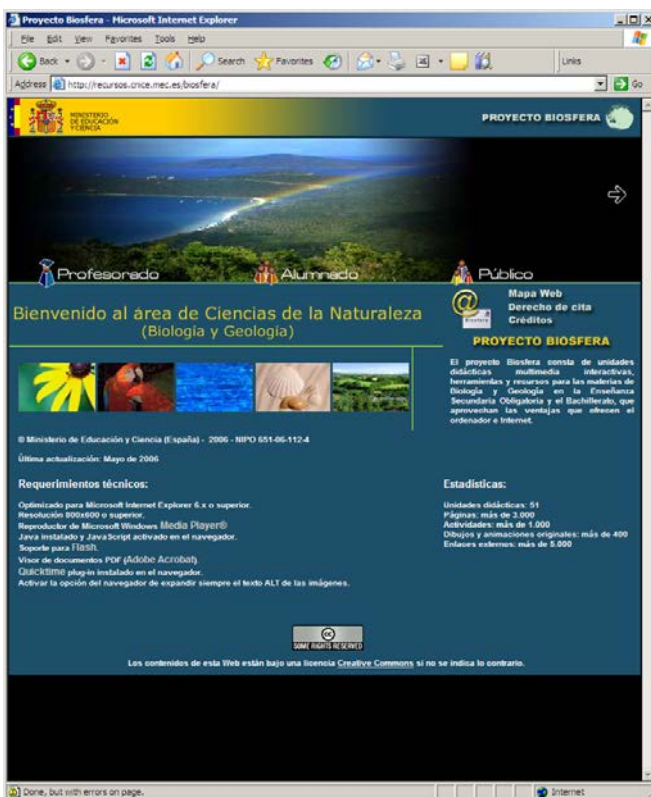 Proyecto Biosfera - Microsoft Internet Explorer
File Edit View Favorites Tools Help
Back Search Favorites Links
Address http://recursos.cnice.mec.es/biosfera/ Go
MINISTERIO
DE EDUCACIÓN
Y CIENCIA
PROYECTO BIOSFERA
Profesorado Alumnado Público
Bienvenido al área de Ciencias de la Naturaleza
(Biología y Geología)
Mapa Web
Derecho de cita
Créditos
PROYECTO BIOSFERA
El proyecto Biosfera consta de unidades
didácticas multimedia interactivas,
herramientas y recursos para las materias de
Biología y Geología en la Enseñanza
Secundaria Obligatoria y el Bachillerato, que
aprovechan las ventajas que ofrecen el
ordenador e Internet.
© Ministerio de Educación y Ciencia (España) - 2006 - NIPO 651-06-112-4
Última actualización: Mayo de 2006
Requerimientos técnicos:
Optimizado para Microsoft Internet Explorer 6.x o superior.
Resolución 800x600 o superior.
Reproductor de Microsoft Windows Media Player®
Java instalado y JavaScript activado en el navegador.
Soporte para Flash.
Visor de documentos PDF (Adobe Acrobat).
Quicktime plug-in instalado en el navegador.
Activar la opción del navegador de expandir siempre el texto ALT de las imágenes.
Estadísticas:
Unidades didácticas: 51
Páginas: más de 3.000
Actividades: más de 1.000
Dibujos y animaciones originales: más de 400
Enlaces externos: más de 5.000
cc
SOME RIGHTS RESERVED
Los contenidos de esta Web están bajo una licencia Creative Commons si no se indica lo contrario.
Done, but with errors on page. Internet